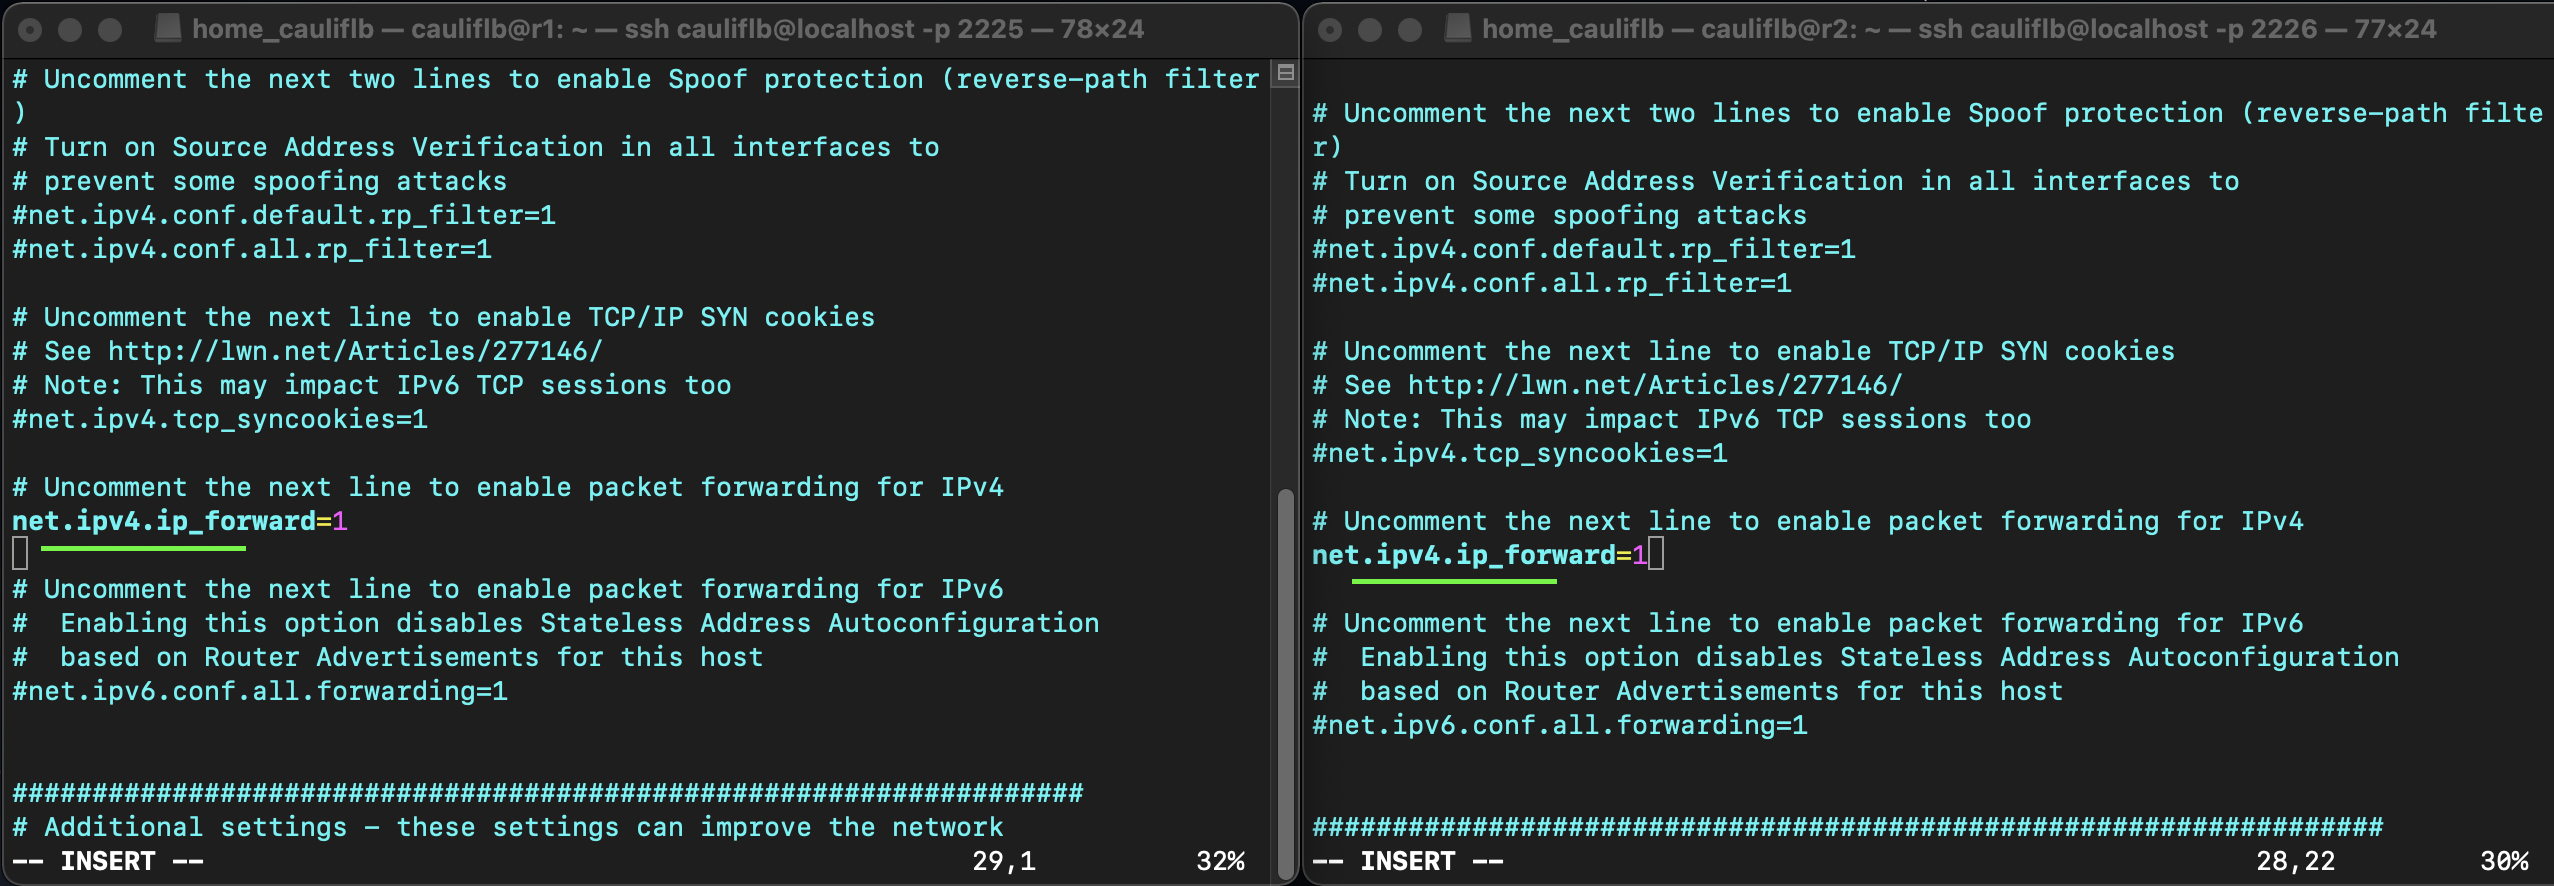 home_cauliflb — cauliflb@r1: ~ — ssh cauliflb@localhost -p 2225 — 78×24
# Uncomment the next two lines to enable Spoof protection (reverse-path filter
)
# Turn on Source Address Verification in all interfaces to
# prevent some spoofing attacks
#net.ipv4.conf.default.rp_filter=1
#net.ipv4.conf.all.rp_filter=1
# Uncomment the next line to enable TCP/IP SYN cookies
# See http://lwn.net/Articles/277146/
# Note: This may impact IPv6 TCP sessions too
#net.ipv4.tcp_syncookies=1
# Uncomment the next line to enable packet forwarding for IPv4
net.ipv4.ip_forward=1
# Uncomment the next line to enable packet forwarding for IPv6
#  Enabling this option disables Stateless Address Autoconfiguration
#  based on Router Advertisements for this host
#net.ipv6.conf.all.forwarding=1
###################################################################
# Additional settings - these settings can improve the network
-- INSERT -- 29,1 32%
home_cauliflb — cauliflb@r2: ~ — ssh cauliflb@localhost -p 2226 — 77×24
# Uncomment the next two lines to enable Spoof protection (reverse-path filte
r)
# Turn on Source Address Verification in all interfaces to
# prevent some spoofing attacks
#net.ipv4.conf.default.rp_filter=1
#net.ipv4.conf.all.rp_filter=1
# Uncomment the next line to enable TCP/IP SYN cookies
# See http://lwn.net/Articles/277146/
# Note: This may impact IPv6 TCP sessions too
#net.ipv4.tcp_syncookies=1
# Uncomment the next line to enable packet forwarding for IPv4
net.ipv4.ip_forward=1
# Uncomment the next line to enable packet forwarding for IPv6
#  Enabling this option disables Stateless Address Autoconfiguration
#  based on Router Advertisements for this host
#net.ipv6.conf.all.forwarding=1
###################################################################
-- INSERT -- 28,22 30%